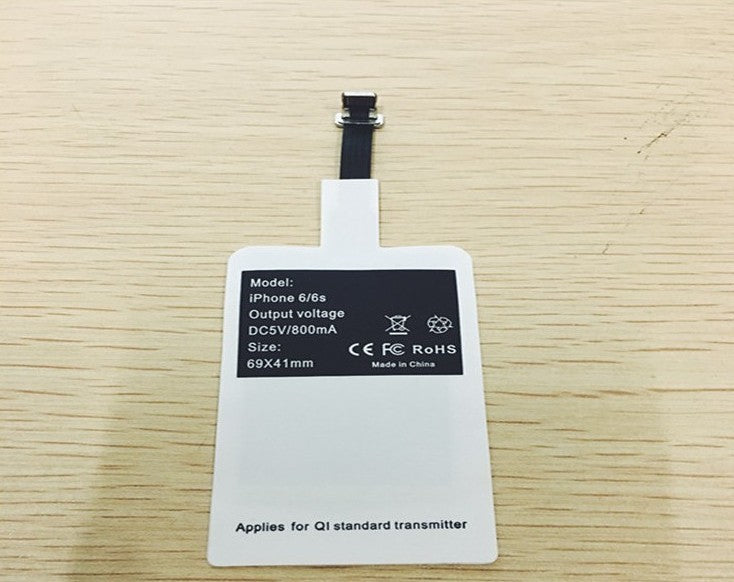 Model:
iPhone 6/6s
Output voltage
DC5V/800mA
Size:
69X41mm
CE FC RoHS
Made in China
Applies for QI standard transmitter